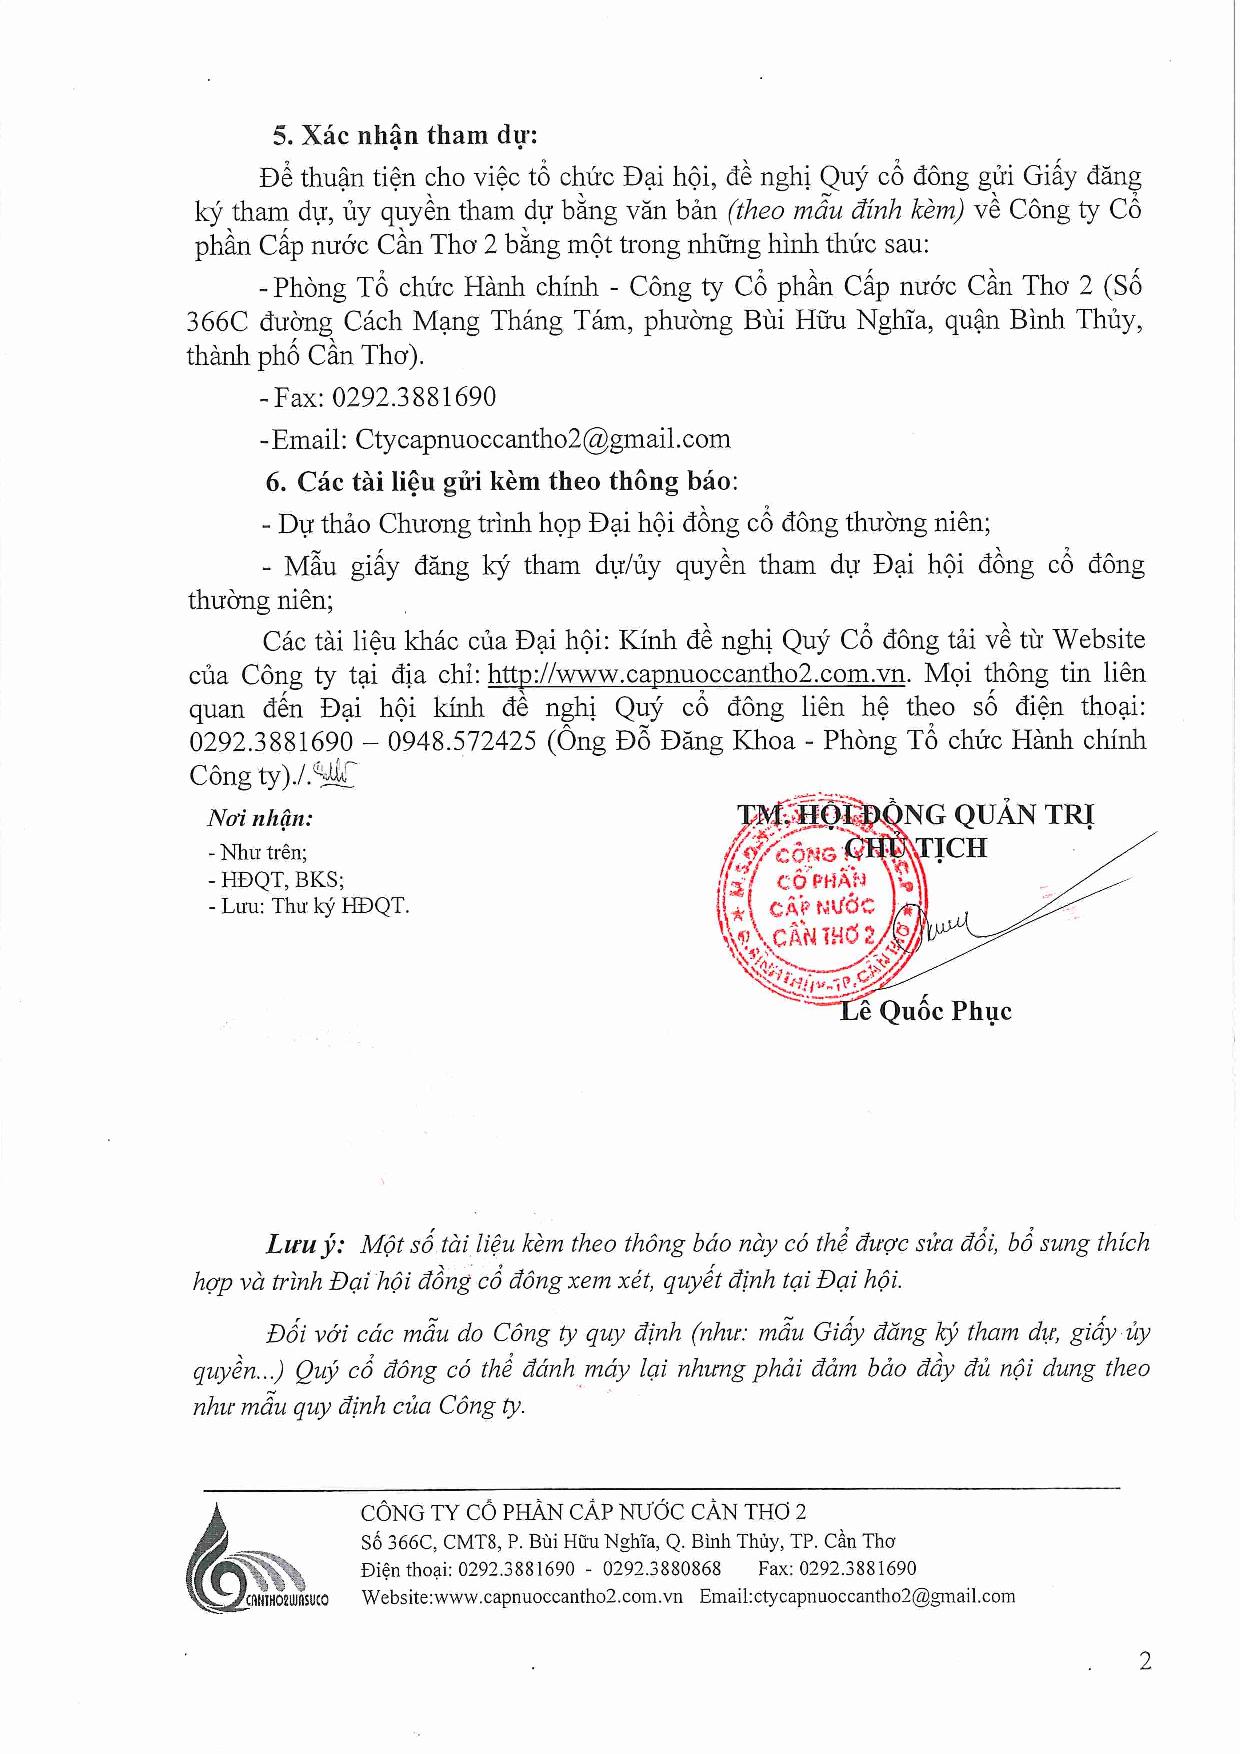 5. Xác nhận tham dự:
Để thuận tiện cho việc tổ chức Đại hội, đề nghị Quý cổ đông gửi Giấy đăng
ký tham dự, ủy quyền tham dự bằng văn bản (theo mẫu đính kèm) về Công ty Cổ
phần Cấp nước Cần Thơ 2 bằng một trong những hình thức sau:
- Phòng Tổ chức Hành chính - Công ty Cổ phần Cấp nước Cần Thơ 2 (Số
366C đường Cách Mạng Tháng Tám, phường Bùi Hữu Nghĩa, quận Bình Thủy,
thành phố Cần Thơ).
- Fax: 0292.3881690
- Email: Ctycapnuoccantho2@gmail.com
6. Các tài liệu gửi kèm theo thông báo:
- Dự thảo Chương trình họp Đại hội đồng cổ đông thường niên;
- Mẫu giấy đăng ký tham dự/ủy quyền tham dự Đại hội đồng cổ đông
thường niên;
Các tài liệu khác của Đại hội: Kính đề nghị Quý Cổ đông tải về từ Website
của Công ty tại địa chỉ: http://www.capnuoccantho2.com.vn. Mọi thông tin liên
quan đến Đại hội kính đề nghị Quý cổ đông liên hệ theo số điện thoại:
0292.3881690 – 0948.572425 (Ông Đỗ Đăng Khoa - Phòng Tổ chức Hành chính
Công ty)./.
Nơi nhận:
- Như trên;
- HĐQT, BKS;
- Lưu: Thư ký HĐQT.
TM. HỘI ĐỒNG QUẢN TRỊ
CHỦ TỊCH
CÔNG TY
CỔ PHẦN
CẤP NƯỚC
CẦN THƠ 2
Lê Quốc Phục
Lưu ý: Một số tài liệu kèm theo thông báo này có thể được sửa đổi, bổ sung thích
hợp và trình Đại hội đồng cổ đông xem xét, quyết định tại Đại hội.
Đối với các mẫu do Công ty quy định (như: mẫu Giấy đăng ký tham dự, giấy ủy
quyền...) Quý cổ đông có thể đánh máy lại nhưng phải đảm bảo đầy đủ nội dung theo
như mẫu quy định của Công ty.
CÔNG TY CỔ PHẦN CẤP NƯỚC CẦN THƠ 2
Số 366C, CMT8, P. Bùi Hữu Nghĩa, Q. Bình Thủy, TP. Cần Thơ
Điện thoại: 0292.3881690 - 0292.3880868 Fax: 0292.3881690
CANTHO2WASUCO
Website:www.capnuoccantho2.com.vn Email:ctycapnuoccantho2@gmail.com
2